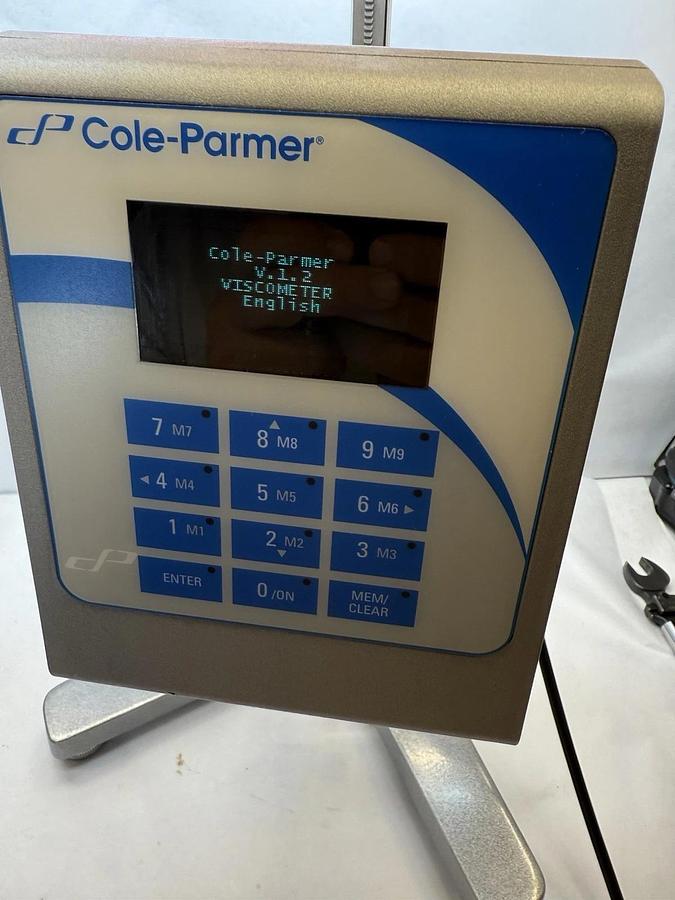 Cole-Parmer®
Cole-Parmer
V.1.2
VISCOMETER
English
7 M7
8 M8
9 M9
4 M4
5 M5
6 M6
1 M1
2 M2
3 M3
ENTER
0/ON
MEM/
CLEAR